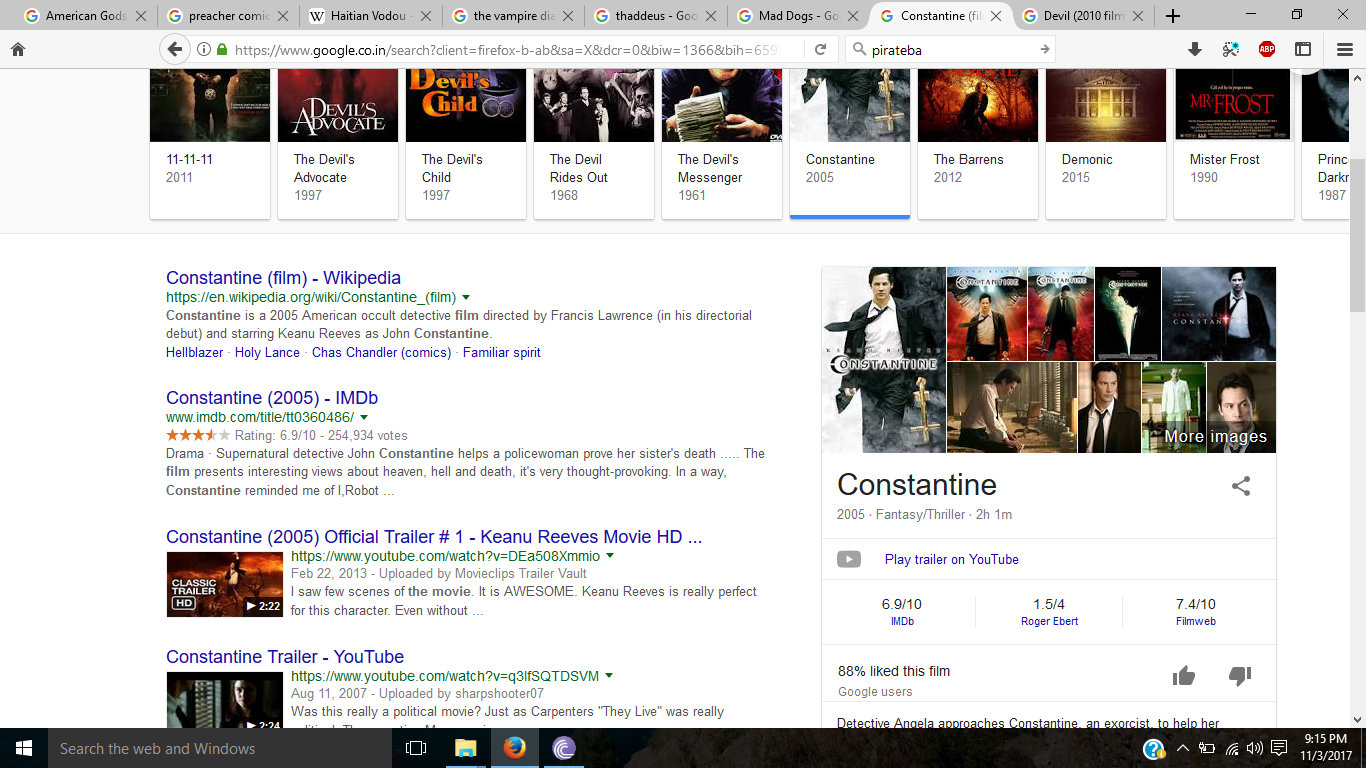 American Gods
preacher comic
Haitian Vodou -
the vampire dia
thaddeus - Goo
Mad Dogs - Go
Constantine (fil
Devil (2010 film
https://www.google.co.in/search?client=firefox-b-ab&sa=X&dcr=0&biw=1366&bih=659
pirateba
ABP
DEVIL'S ADVOCATE
Devil's Child
DVD
MR. FROST
11-11-11
2011
The Devil's Advocate
1997
The Devil's Child
1997
The Devil Rides Out
1968
The Devil's Messenger
1961
Constantine
2005
The Barrens
2012
Demonic
2015
Mister Frost
1990
Princ
Darkr
1987
Constantine (film) - Wikipedia
https://en.wikipedia.org/wiki/Constantine_(film)
Constantine is a 2005 American occult detective film directed by Francis Lawrence (in his directorial
debut) and starring Keanu Reeves as John Constantine.
Hellblazer · Holy Lance · Chas Chandler (comics) · Familiar spirit
Constantine (2005) - IMDb
www.imdb.com/title/tt0360486/
Rating: 6.9/10 - 254,934 votes
Drama · Supernatural detective John Constantine helps a policewoman prove her sister's death ..... The
film presents interesting views about heaven, hell and death, it's very thought-provoking. In a way,
Constantine reminded me of I,Robot ...
Constantine (2005) Official Trailer # 1 - Keanu Reeves Movie HD ...
https://www.youtube.com/watch?v=DEa508Xmmio
CLASSIC TRAILER HD
2:22
Feb 22, 2013 - Uploaded by Movieclips Trailer Vault
I saw few scenes of the movie. It is AWESOME. Keanu Reeves is really perfect
for this character. Even without ...
Constantine Trailer - YouTube
https://www.youtube.com/watch?v=q3lfSQTDSVM
2:24
Aug 11, 2007 - Uploaded by sharpshooter07
Was this really a political movie? Just as Carpenters "They Live" was really
KEANU REEVES
CONSTANTINE
CONSTANTINE
CONSTANTINE
CONSTANTINE
More images
Constantine
2005 · Fantasy/Thriller · 2h 1m
Play trailer on YouTube
6.9/10
IMDb
1.5/4
Roger Ebert
7.4/10
Filmweb
88% liked this film
Google users
Detective Angela approaches Constantine, an exorcist, to help her
Search the web and Windows
9:15 PM
11/3/2017